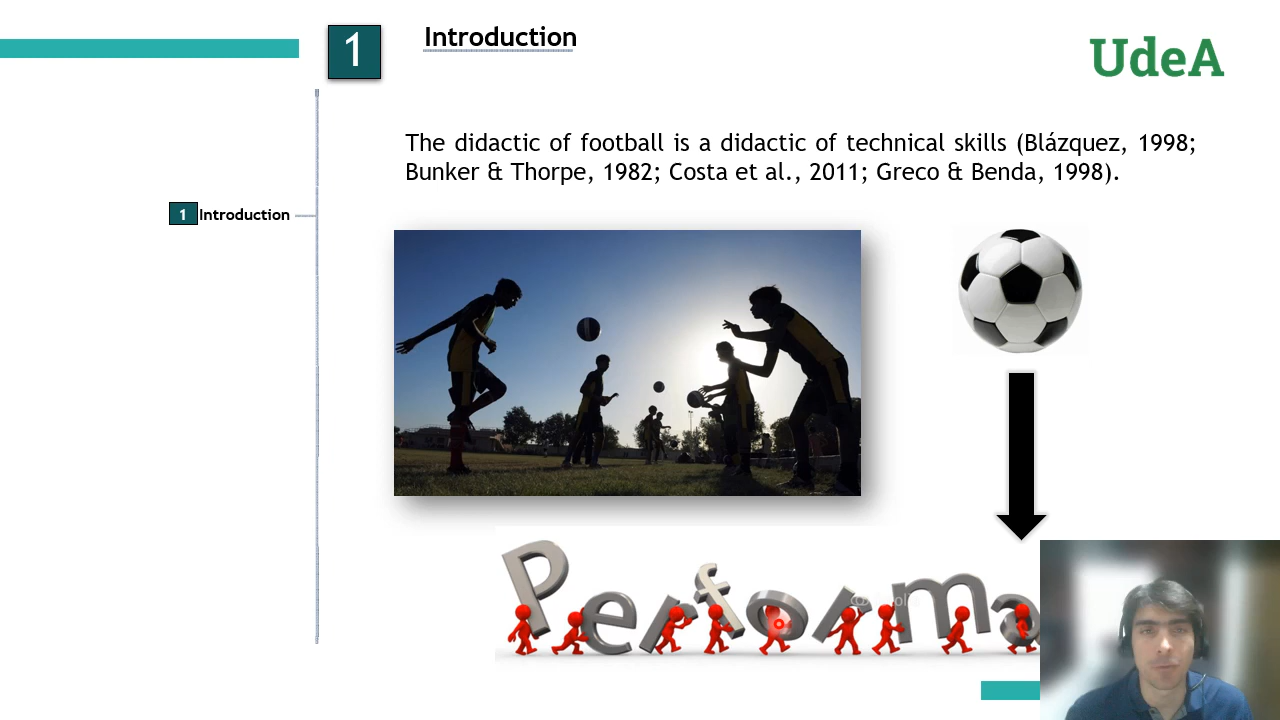 1
Introduction
UdeA
The didactic of football is a didactic of technical skills (Blázquez, 1998;
Bunker & Thorpe, 1982; Costa et al., 2011; Greco & Benda, 1998).
1 Introduction
Performa